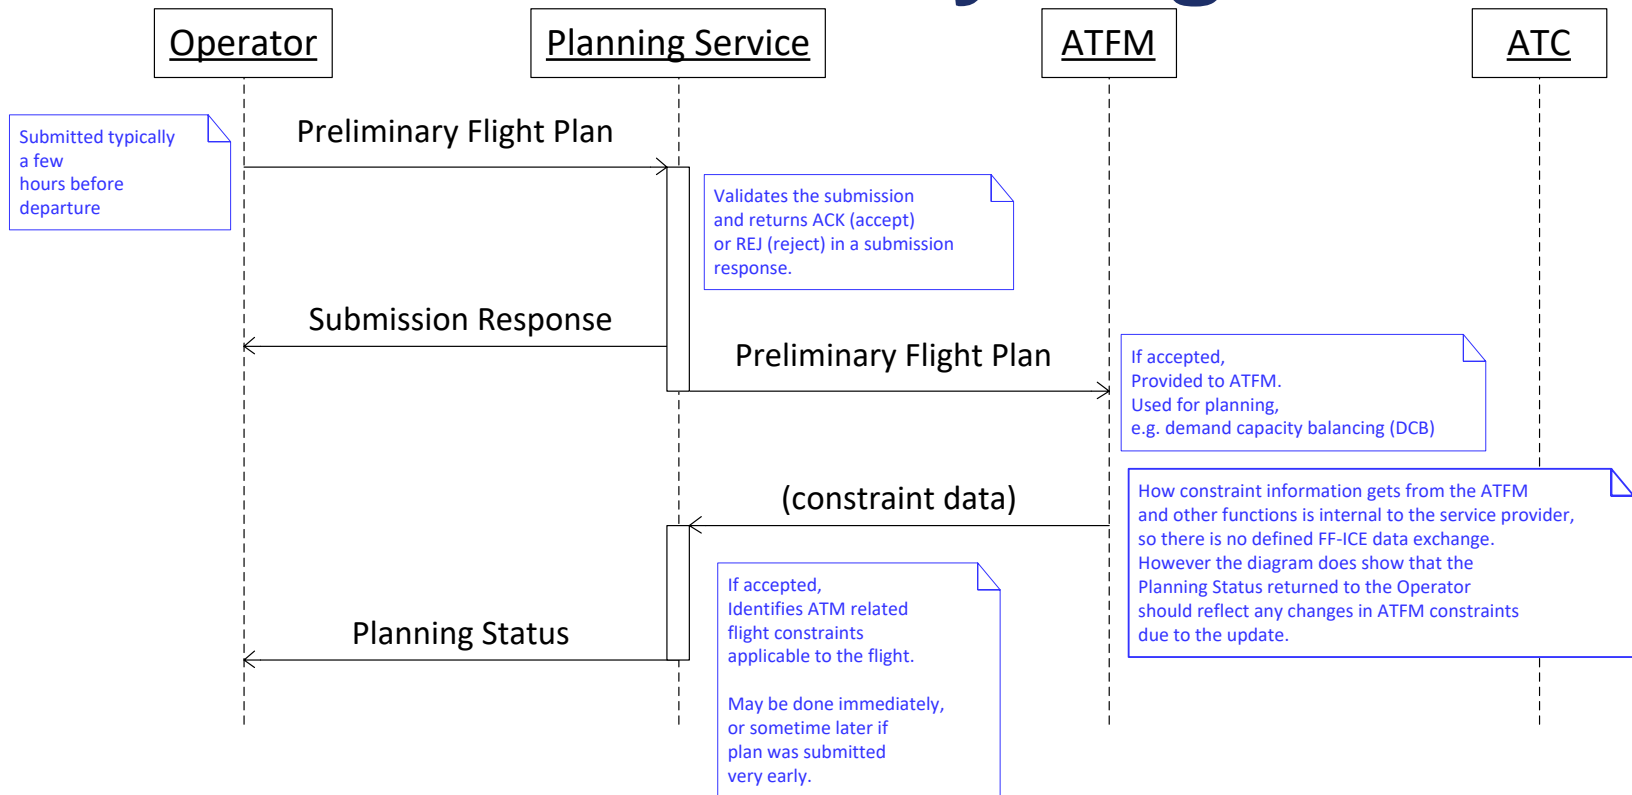 Operator
Planning Service
ATFM
ATC
Submitted typically
a few
hours before
departure
Preliminary Flight Plan
Validates the submission
and returns ACK (accept)
or REJ (reject) in a submission
response.
Submission Response
Preliminary Flight Plan
If accepted,
Provided to ATFM.
Used for planning,
e.g. demand capacity balancing (DCB)
(constraint data)
How constraint information gets from the ATFM
and other functions is internal to the service provider,
so there is no defined FF-ICE data exchange.
However the diagram does show that the
Planning Status returned to the Operator
should reflect any changes in ATFM constraints
due to the update.
If accepted,
Identifies ATM related
flight constraints
applicable to the flight.
May be done immediately,
or sometime later if
plan was submitted
very early.
Planning Status